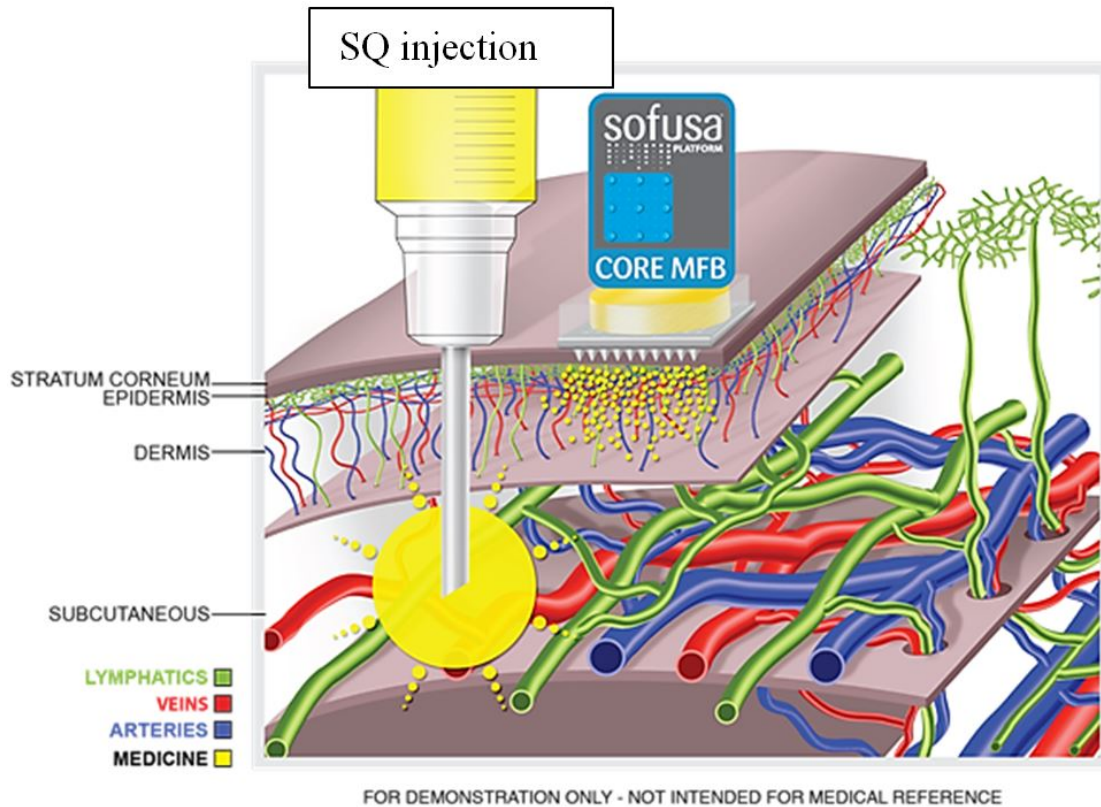 SQ injection
sofusa
PLATFORM
CORE MFB
STRATUM CORNEUM
EPIDERMIS
DERMIS
SUBCUTANEOUS
LYMPHATICS
VEINS
ARTERIES
MEDICINE
FOR DEMONSTRATION ONLY - NOT INTENDED FOR MEDICAL REFERENCE